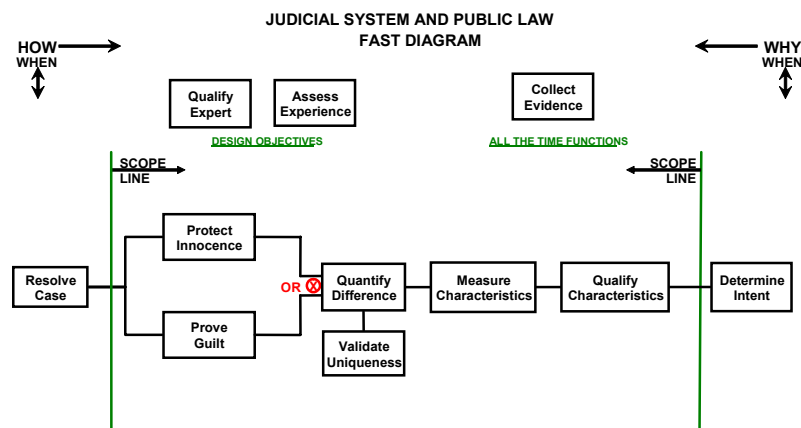 JUDICIAL SYSTEM AND PUBLIC LAW
FAST DIAGRAM
HOW
WHEN
WHY
WHEN
Qualify
Expert
Assess
Experience
Collect
Evidence
DESIGN OBJECTIVES
ALL THE TIME FUNCTIONS
SCOPE
LINE
SCOPE
LINE
Protect
Innocence
Resolve
Case
OR X
Quantify
Difference
Measure
Characteristics
Qualify
Characteristics
Determine
Intent
Prove
Guilt
Validate
Uniqueness